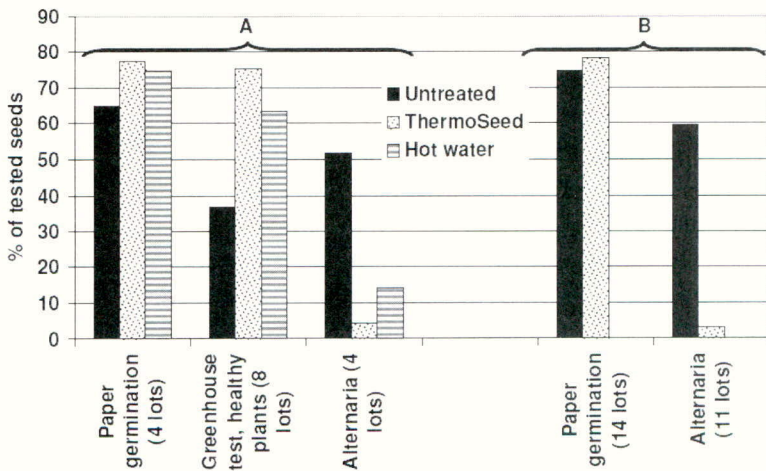 A
B
% of tested seeds
90
80
70
60
50
40
30
20
10
0
Untreated
ThermoSeed
Hot water
Paper
germination
(4 lots)
Greenhouse
test, healthy
plants (8
lots)
Alternaria (4
lots)
Paper
germination
(14 lots)
Alternaria
(11 lots)